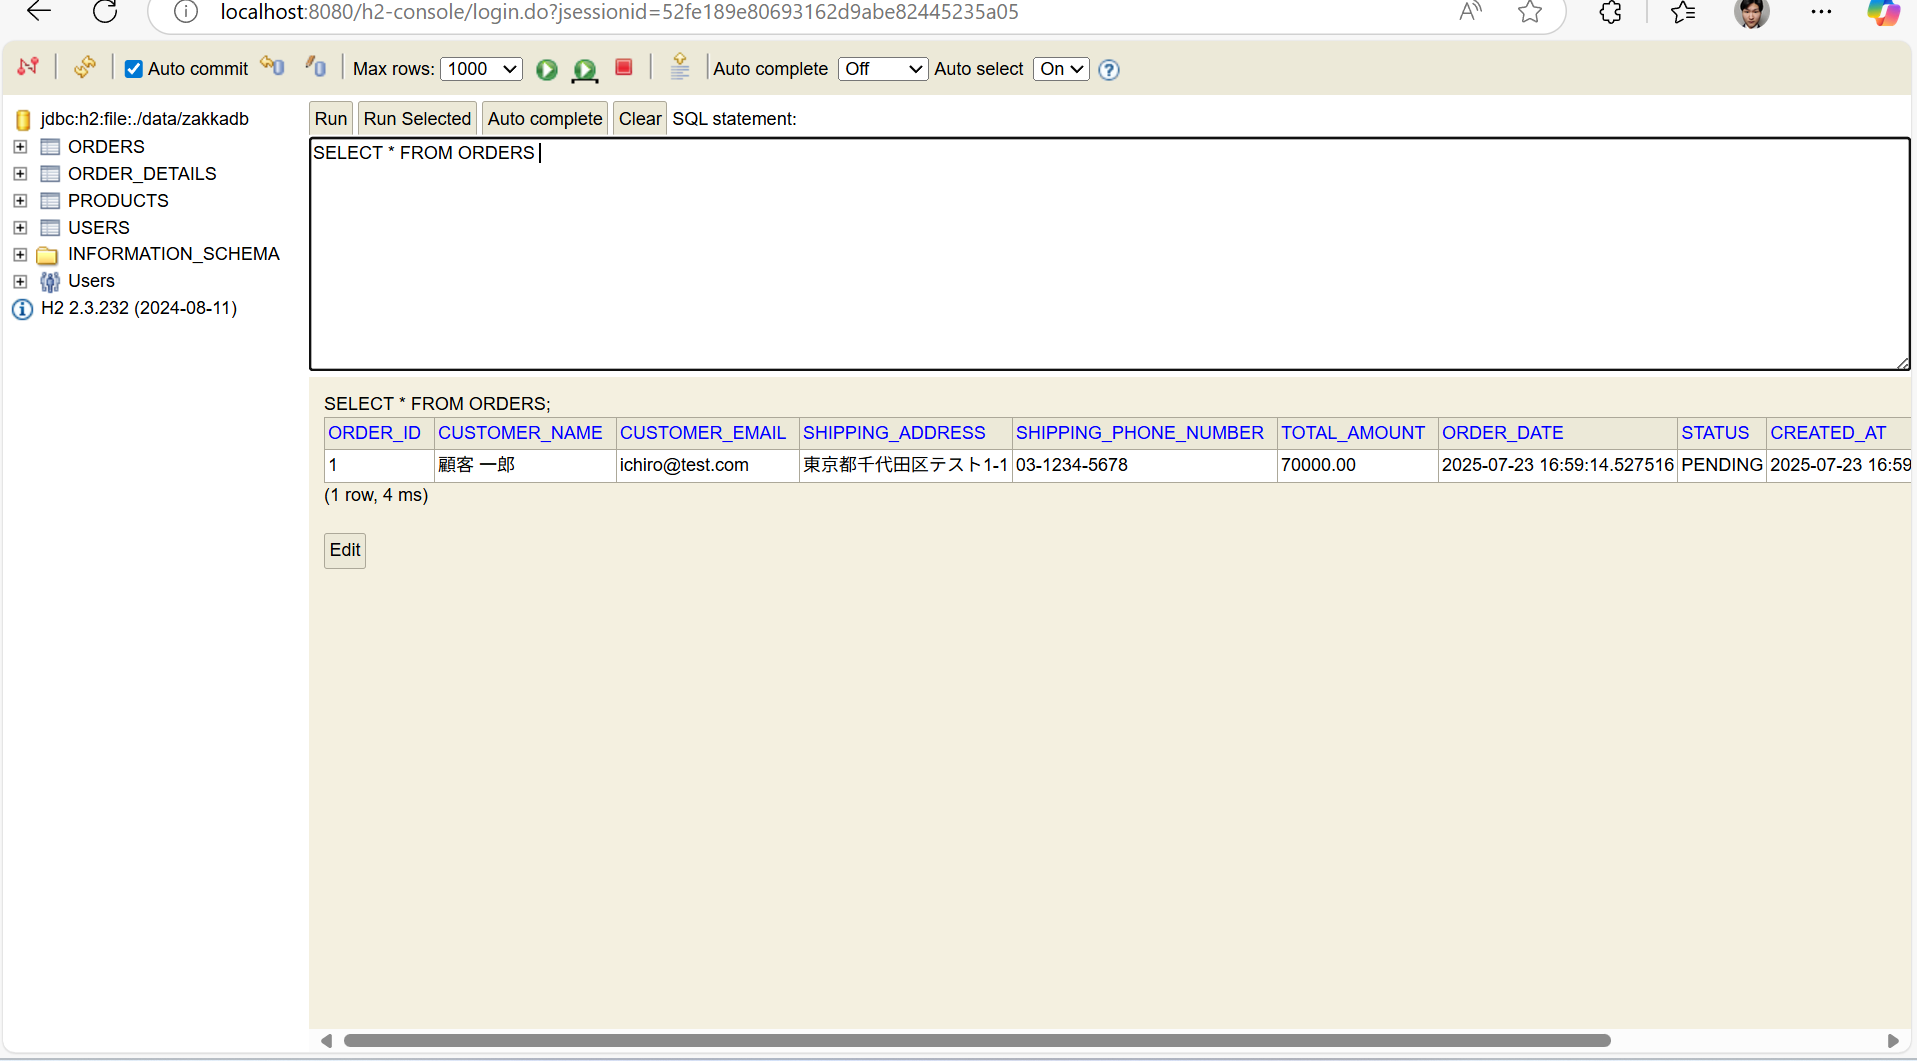 localhost:8080/h2-console/login.do?jsessionid=52fe189e80693162d9abe82445235a05
Auto commit Max rows: 1000 Auto complete Off Auto select On
jdbc:h2:file:./data/zakkadb
ORDERS
ORDER_DETAILS
PRODUCTS
USERS
INFORMATION_SCHEMA
Users
H2 2.3.232 (2024-08-11)
Run Run Selected Auto complete Clear SQL statement:
SELECT * FROM ORDERS
SELECT * FROM ORDERS;
ORDER_ID CUSTOMER_NAME CUSTOMER_EMAIL SHIPPING_ADDRESS SHIPPING_PHONE_NUMBER TOTAL_AMOUNT ORDER_DATE STATUS CREATED_AT
1 顧客 一郎 ichiro@test.com 東京都千代田区テスト1-1 03-1234-5678 70000.00 2025-07-23 16:59:14.527516 PENDING 2025-07-23 16:59
(1 row, 4 ms)
Edit